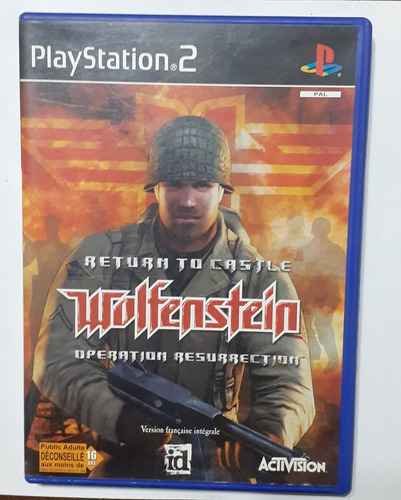 PlayStation®2
PAL
RETURN TO CASTLE
Wolfenstein
OPERATION RESURRECTION™
Version française intégrale
Public Adulte
DÉCONSEILLÉ
aux moins de
16
ANS
id
ACTIVISION